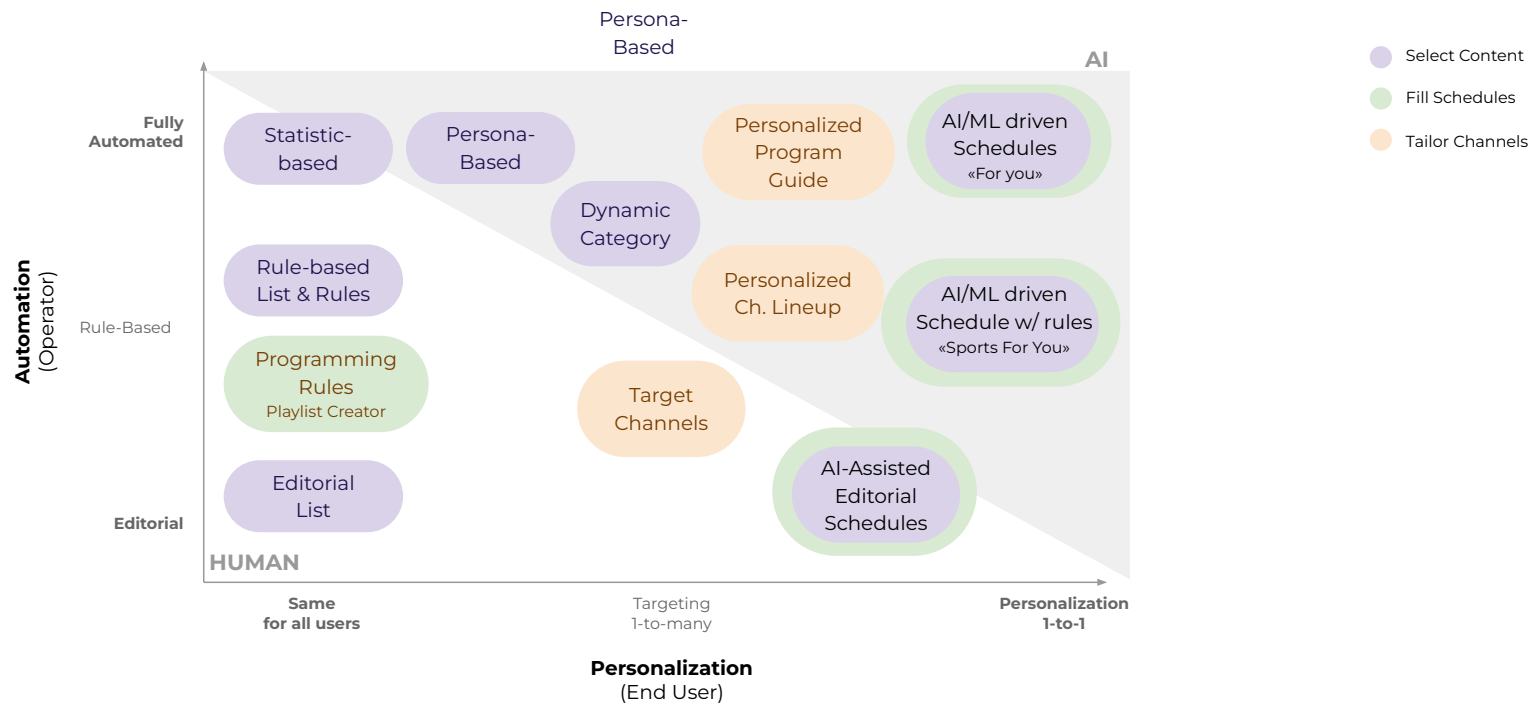 Persona-
Based
AI
Select Content
Fill Schedules
Tailor Channels
Fully
Automated
Statistic-
based
Persona-
Based
Personalized
Program
Guide
AI/ML driven
Schedules
«For you»
Dynamic
Category
Automation
(Operator)
Rule-Based
Rule-based
List & Rules
Personalized
Ch. Lineup
AI/ML driven
Schedule w/ rules
«Sports For You»
Programming
Rules
Playlist Creator
Target
Channels
Editorial
Editorial
List
AI-Assisted
Editorial
Schedules
HUMAN
Same
for all users
Targeting
1-to-many
Personalization
1-to-1
Personalization
(End User)